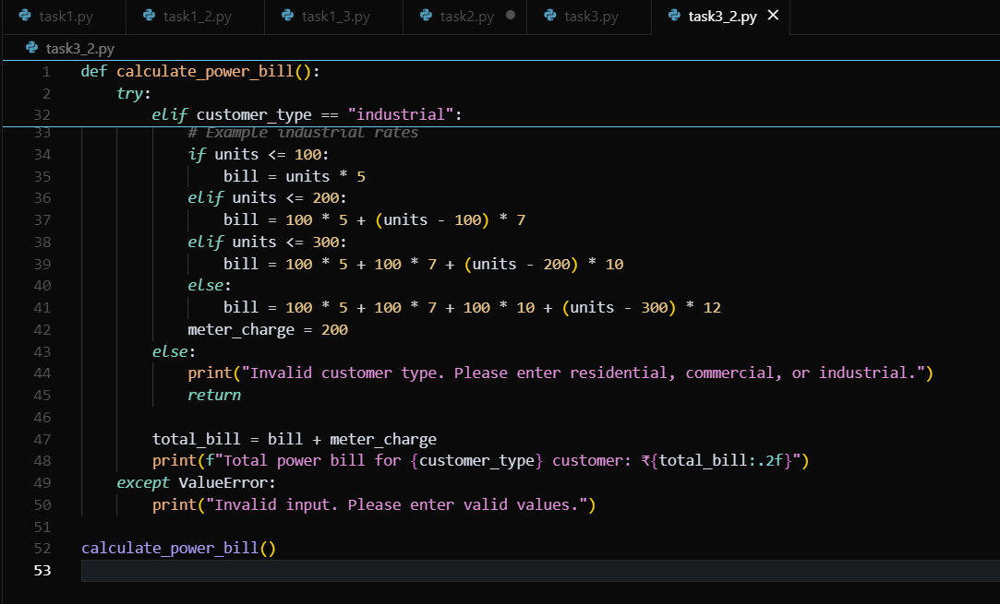 task1.py task1_2.py task1_3.py task2.py task3.py task3_2.py
task3_2.py
1 def calculate_power_bill():
2     try:
32         elif customer_type == "industrial":
33             # Example industrial rates
34             if units <= 100:
35                 bill = units * 5
36             elif units <= 200:
37                 bill = 100 * 5 + (units - 100) * 7
38             elif units <= 300:
39                 bill = 100 * 5 + 100 * 7 + (units - 200) * 10
40             else:
41                 bill = 100 * 5 + 100 * 7 + 100 * 10 + (units - 300) * 12
42             meter_charge = 200
43         else:
44             print("Invalid customer type. Please enter residential, commercial, or industrial.")
45             return
46
47         total_bill = bill + meter_charge
48         print(f"Total power bill for {customer_type} customer: ₹{total_bill:.2f}")
49     except ValueError:
50         print("Invalid input. Please enter valid values.")
51
52 calculate_power_bill()
53